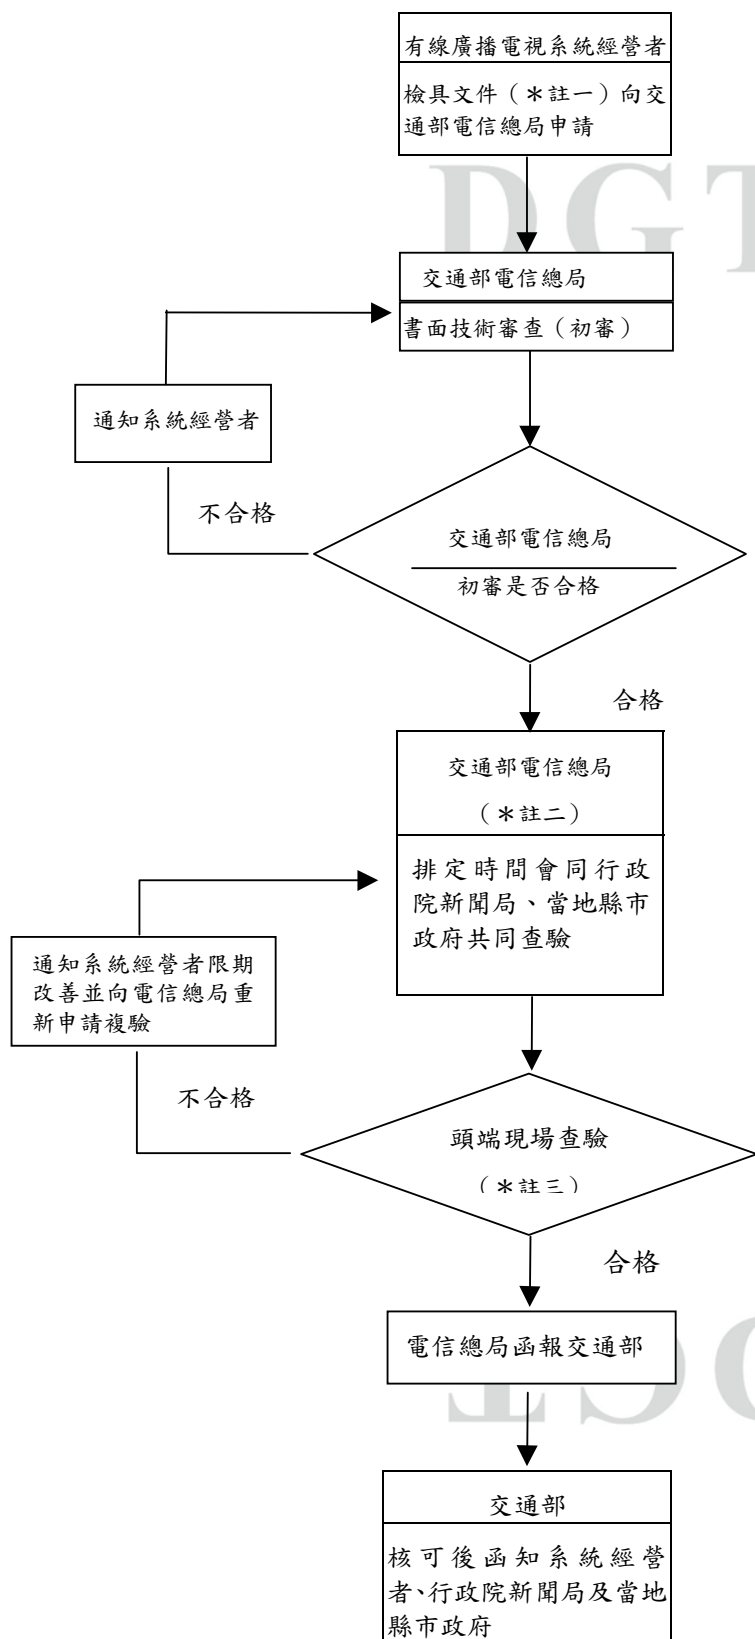 有線廣播電視系統經營者
檢具文件（＊註一）向交
通部電信總局申請
DGT
交通部電信總局
書面技術審查（初審）
通知系統經營者
不合格
交通部電信總局
初審是否合格
合格
交通部電信總局
（＊註二）
排定時間會同行政
院新聞局、當地縣市
政府共同查驗
通知系統經營者限期
改善並向電信總局重
新申請複驗
不合格
頭端現場查驗
（＊註三）
合格
電信總局函報交通部
交通部
核可後函知系統經營
者、行政院新聞局及當地
縣市政府